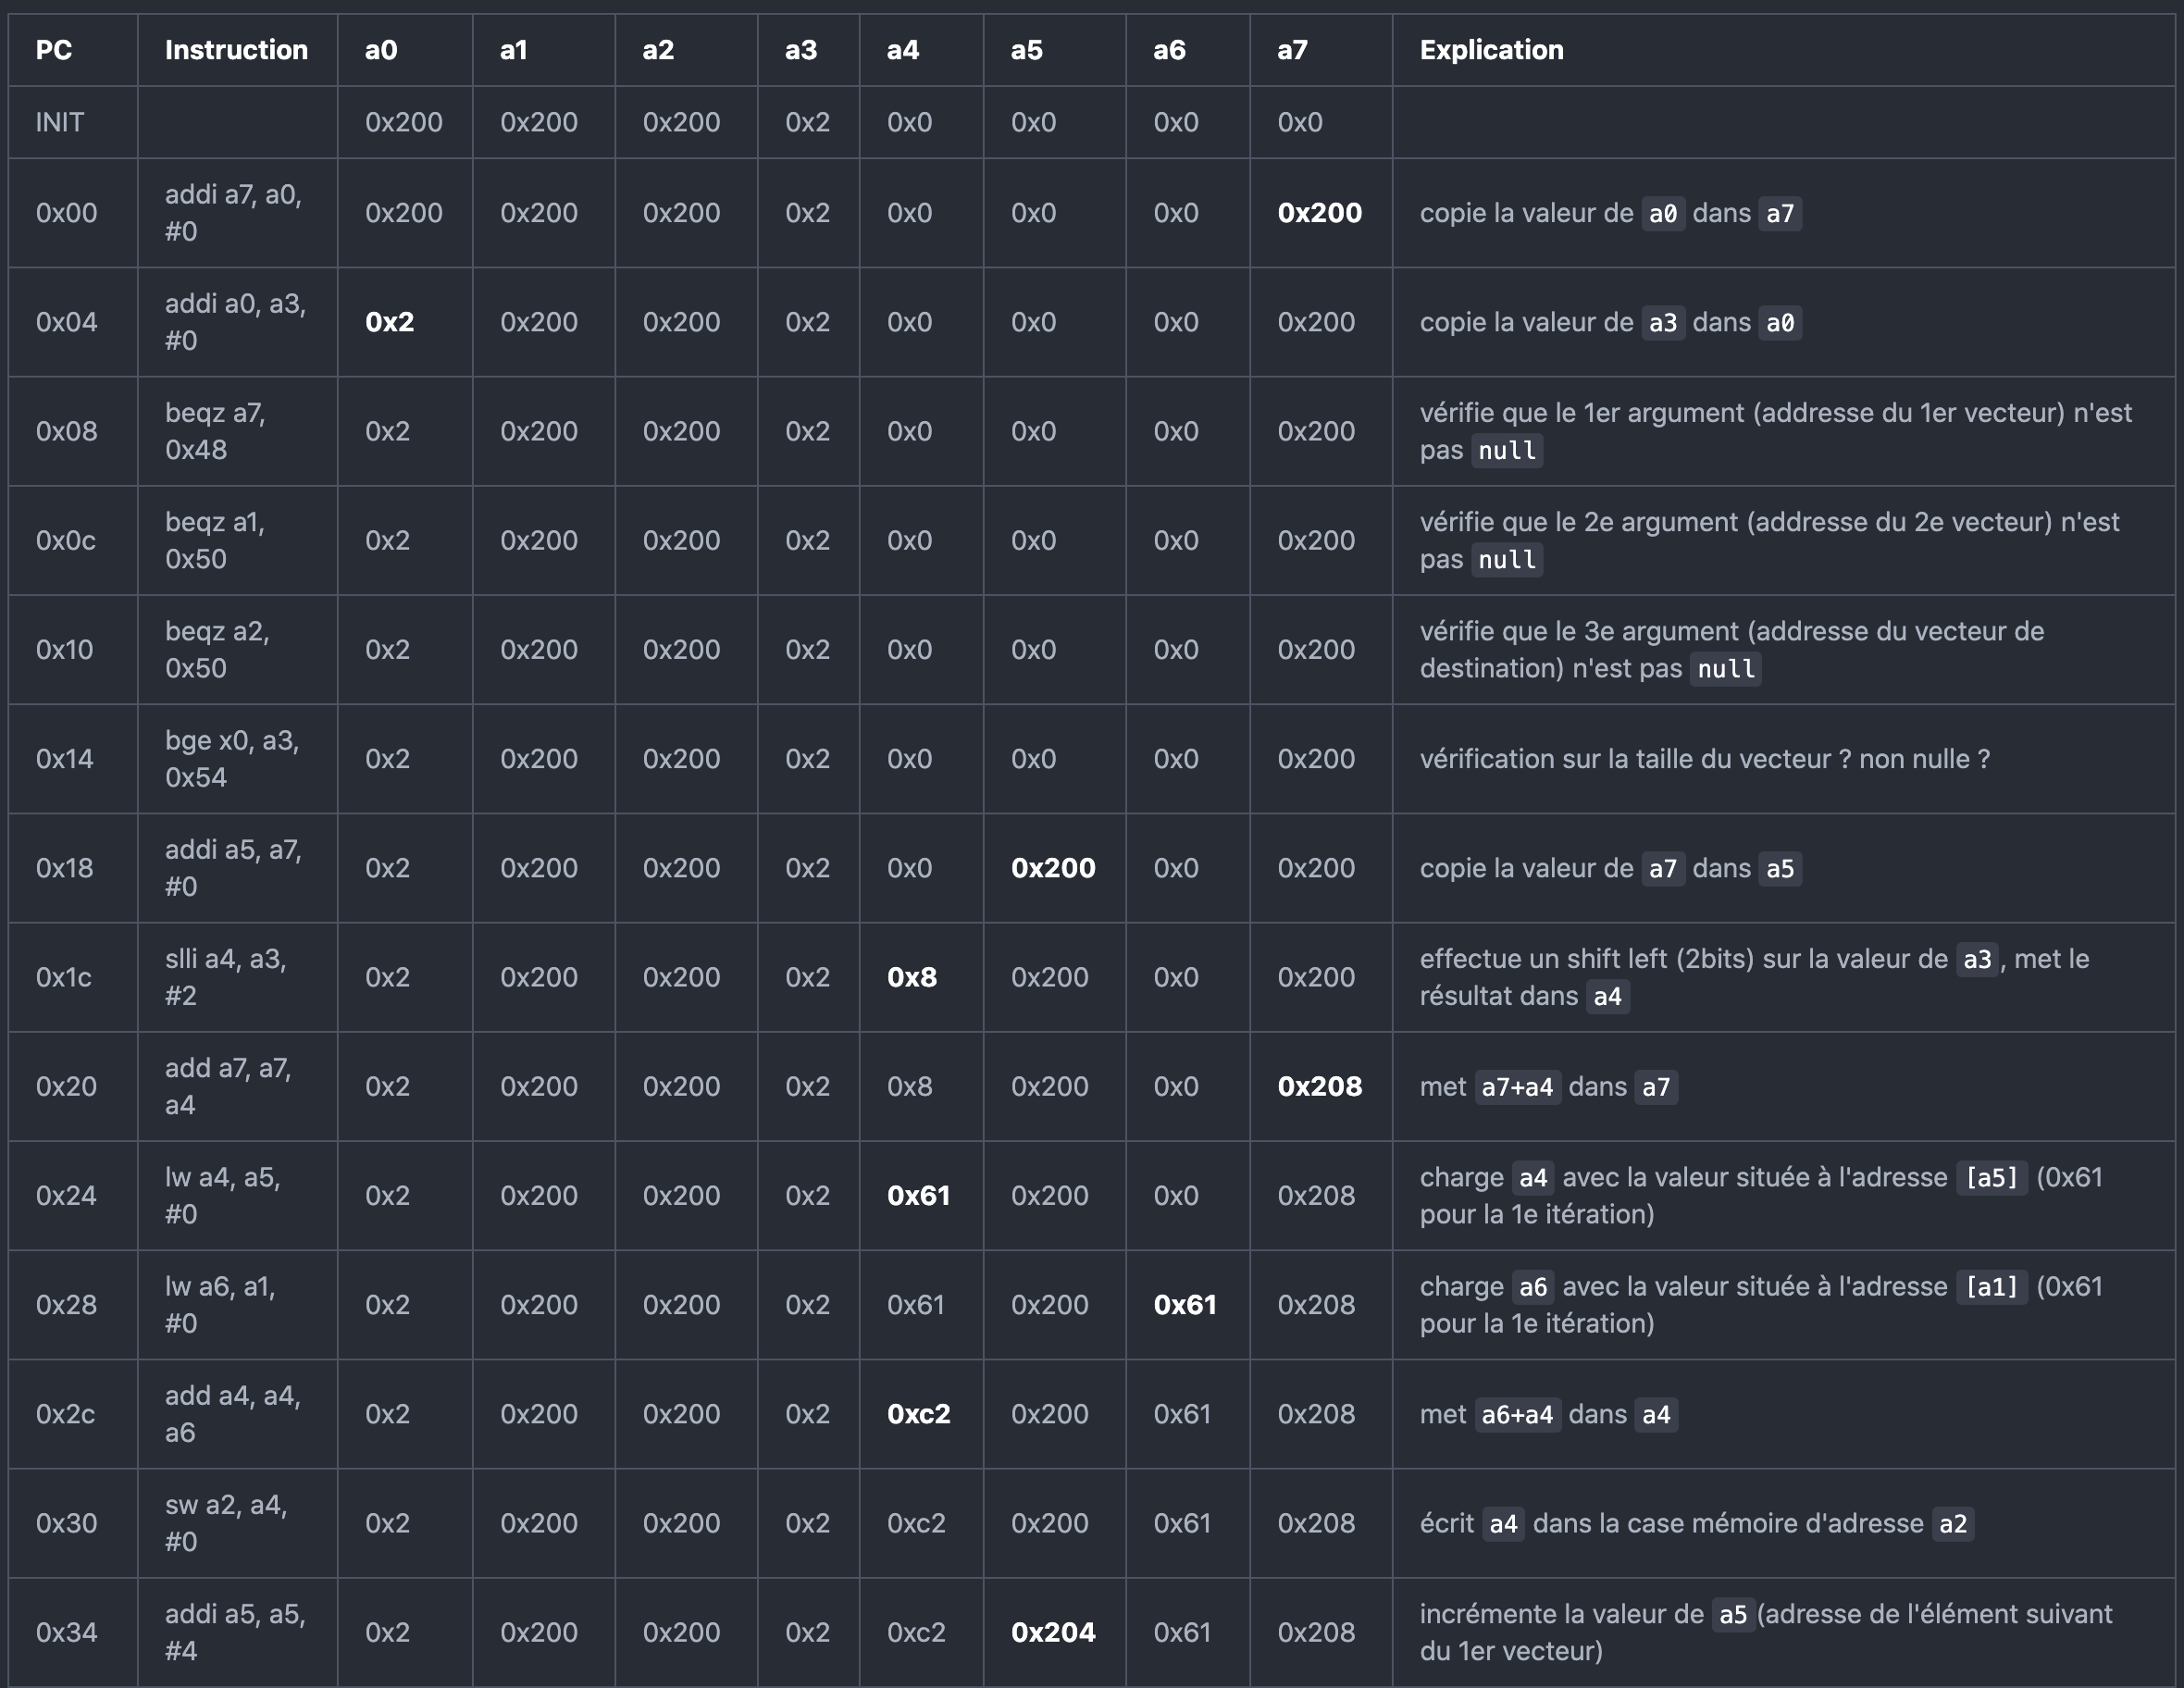 PC Instruction a0 a1 a2 a3 a4 a5 a6 a7 Explication
INIT 0x200 0x200 0x200 0x2 0x0 0x0 0x0 0x0
0x00 addi a7, a0, #0 0x200 0x200 0x200 0x2 0x0 0x0 0x0 0x200 copie la valeur de a0 dans a7
0x04 addi a0, a3, #0 0x2 0x200 0x200 0x2 0x0 0x0 0x0 0x200 copie la valeur de a3 dans a0
0x08 beqz a7, 0x48 0x2 0x200 0x200 0x2 0x0 0x0 0x0 0x200 vérifie que le 1er argument (addresse du 1er vecteur) n'est
pas null
0x0c beqz a1, 0x50 0x2 0x200 0x200 0x2 0x0 0x0 0x0 0x200 vérifie que le 2e argument (addresse du 2e vecteur) n'est
pas null
0x10 beqz a2, 0x50 0x2 0x200 0x200 0x2 0x0 0x0 0x0 0x200 vérifie que le 3e argument (addresse du vecteur de
destination) n'est pas null
0x14 bge x0, a3, 0x54 0x2 0x200 0x200 0x2 0x0 0x0 0x0 0x200 vérification sur la taille du vecteur ? non nulle ?
0x18 addi a5, a7, #0 0x2 0x200 0x200 0x2 0x0 0x200 0x0 0x200 copie la valeur de a7 dans a5
0x1c slli a4, a3, #2 0x2 0x200 0x200 0x2 0x8 0x200 0x0 0x200 effectue un shift left (2bits) sur la valeur de a3, met le
résultat dans a4
0x20 add a7, a7, a4 0x2 0x200 0x200 0x2 0x8 0x200 0x0 0x208 met a7+a4 dans a7
0x24 lw a4, a5, #0 0x2 0x200 0x200 0x2 0x61 0x200 0x0 0x208 charge a4 avec la valeur située à l'adresse [a5] (0x61
pour la 1e itération)
0x28 lw a6, a1, #0 0x2 0x200 0x200 0x2 0x61 0x200 0x61 0x208 charge a6 avec la valeur située à l'adresse [a1] (0x61
pour la 1e itération)
0x2c add a4, a4, a6 0x2 0x200 0x200 0x2 0xc2 0x200 0x61 0x208 met a6+a4 dans a4
0x30 sw a2, a4, #0 0x2 0x200 0x200 0x2 0xc2 0x200 0x61 0x208 écrit a4 dans la case mémoire d'adresse a2
0x34 addi a5, a5, #4 0x2 0x200 0x200 0x2 0xc2 0x204 0x61 0x208 incrémente la valeur de a5 (adresse de l'élément suivant
du 1er vecteur)